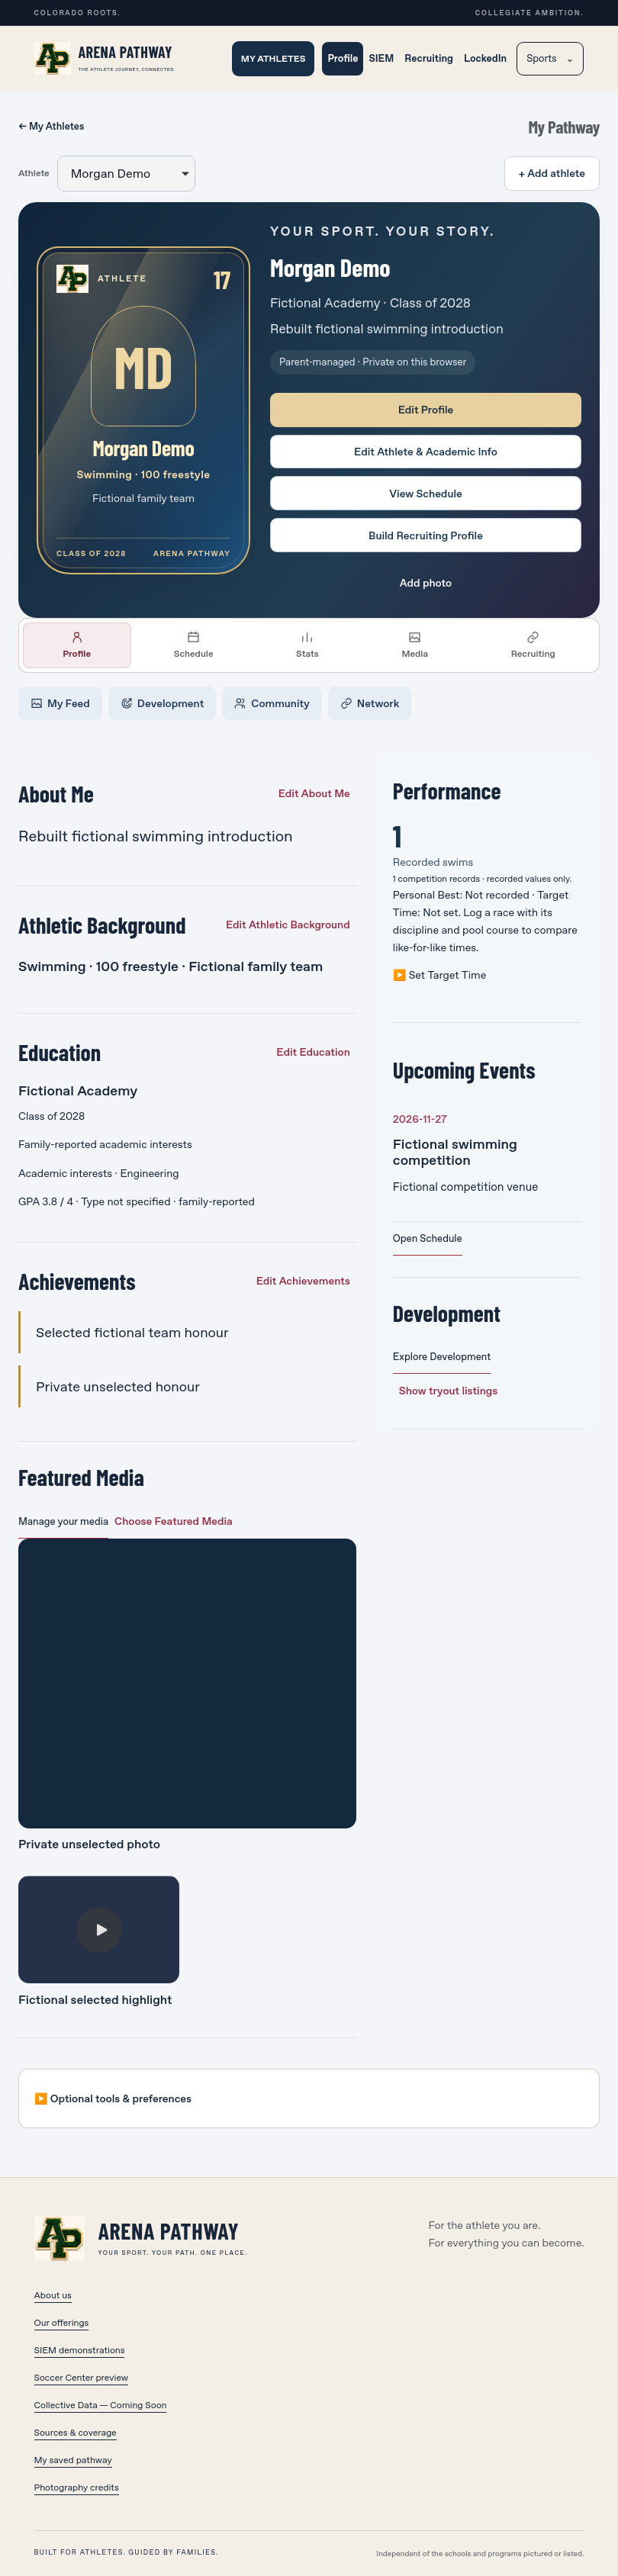 COLORADO ROOTS.
COLLEGIATE AMBITION.
AP
ARENA PATHWAY
THE ATHLETE JOURNEY, CONNECTED.
MY ATHLETES
Profile
SIEM
Recruiting
LockedIn
Sports
← My Athletes
My Pathway
Athlete
Morgan Demo
+ Add athlete
AP
ATHLETE
17
MD
Morgan Demo
Swimming · 100 freestyle
Fictional family team
CLASS OF 2028
ARENA PATHWAY
YOUR SPORT. YOUR STORY.
Morgan Demo
Fictional Academy · Class of 2028
Rebuilt fictional swimming introduction
Parent-managed · Private on this browser
Edit Profile
Edit Athlete & Academic Info
View Schedule
Build Recruiting Profile
Add photo
Profile
Schedule
Stats
Media
Recruiting
My Feed
Development
Community
Network
About Me
Edit About Me
Rebuilt fictional swimming introduction
Athletic Background
Edit Athletic Background
Swimming · 100 freestyle · Fictional family team
Education
Edit Education
Fictional Academy
Class of 2028
Family-reported academic interests
Academic interests · Engineering
GPA 3.8 / 4 · Type not specified · family-reported
Achievements
Edit Achievements
Selected fictional team honour
Private unselected honour
Featured Media
Manage your media
Choose Featured Media
Private unselected photo
Fictional selected highlight
Performance
1
Recorded swims
1 competition records · recorded values only.
Personal Best: Not recorded · Target
Time: Not set. Log a race with its
discipline and pool course to compare
like-for-like times.
Set Target Time
Upcoming Events
2026-11-27
Fictional swimming
competition
Fictional competition venue
Open Schedule
Development
Explore Development
Show tryout listings
Optional tools & preferences
AP
ARENA PATHWAY
YOUR SPORT. YOUR PATH. ONE PLACE.
For the athlete you are.
For everything you can become.
About us
Our offerings
SIEM demonstrations
Soccer Center preview
Collective Data — Coming Soon
Sources & coverage
My saved pathway
Photography credits
BUILT FOR ATHLETES. GUIDED BY FAMILIES.
Independent of the schools and programs pictured or listed.